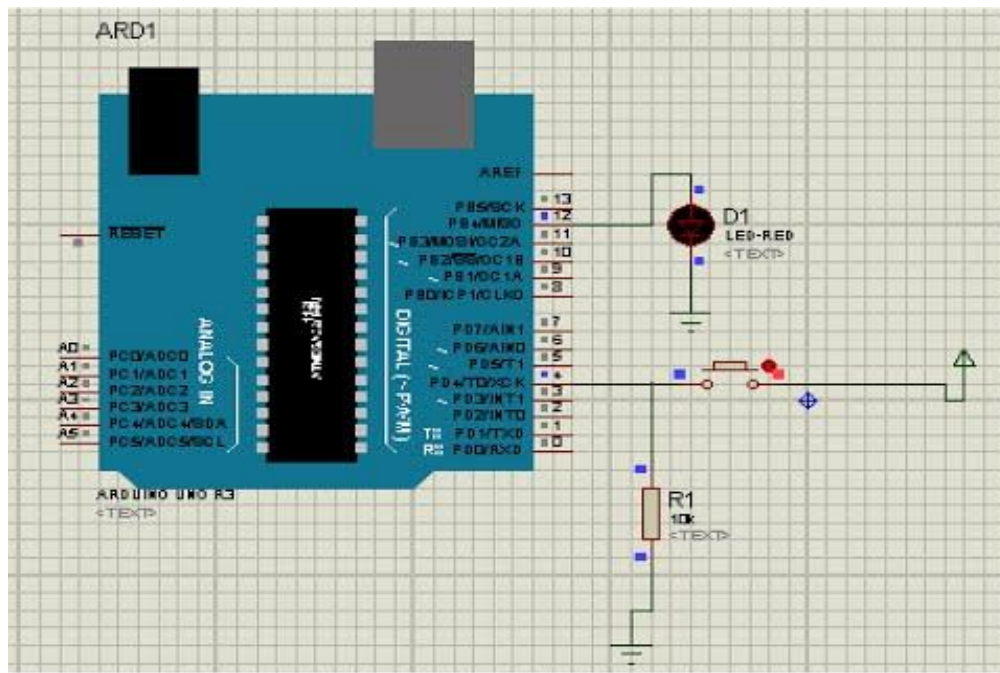 ARD1
AREF
13
PB5/SCK
12
PB4/MISO
11
~ PB3/MOSI/OC2A
10
~ PB2/SS/OC1B
9
~ PB1/OC1A
8
PB0/ICP1/CLKO
7
PD7/AIN1
6
~ PD6/AIN0
5
~ PD5/T1
4
PD4/T0/XCK
3
~ PD3/INT1
2
PD2/INT0
1
TX PD1/TXD
0
RX PD0/RXD
RESET
DIGITAL (~PWM)
ANALOG IN
A0
PC0/ADC0
A1
PC1/ADC1
A2
PC2/ADC2
A3
PC3/ADC3
A4
PC4/ADC4/SDA
A5
PC5/ADC5/SCL
ARDUINO UNO R3
<TEXT>
D1
LED-RED
<TEXT>
R1
10k
<TEXT>